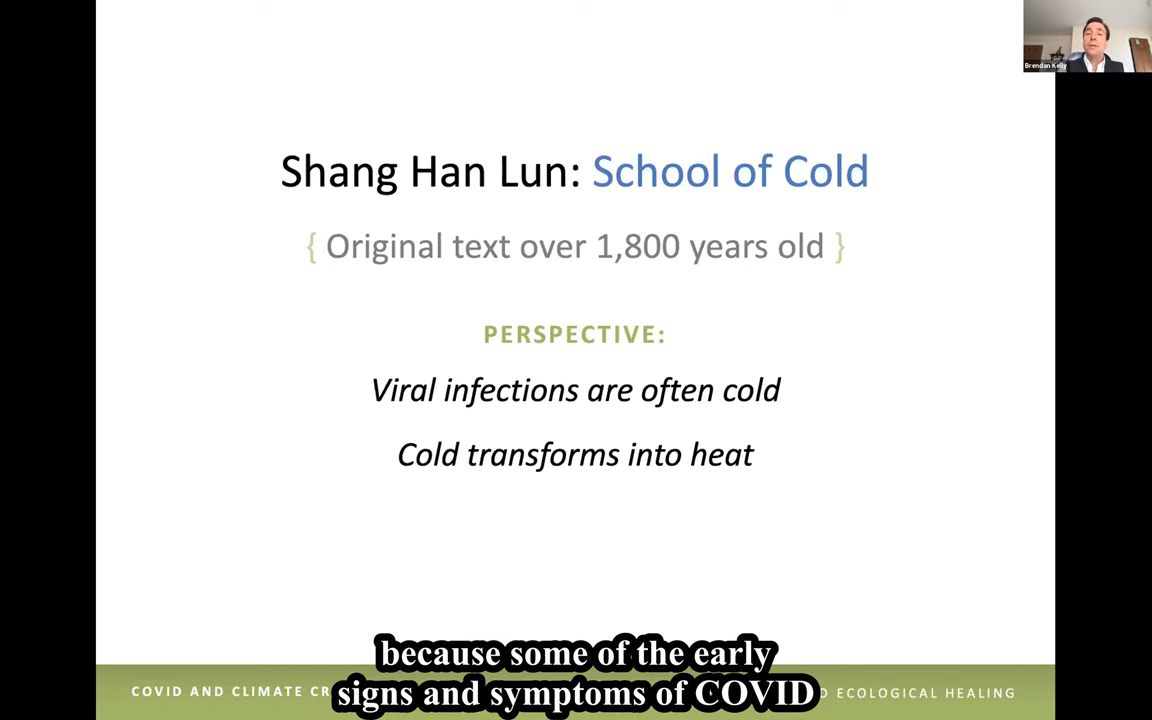 Brendan Kelly
Shang Han Lun: School of Cold
{ Original text over 1,800 years old }
PERSPECTIVE:
Viral infections are often cold
Cold transforms into heat
because some of the early
signs and symptoms of COVID
COVID AND CLIMATE
ECOLOGICAL HEALING